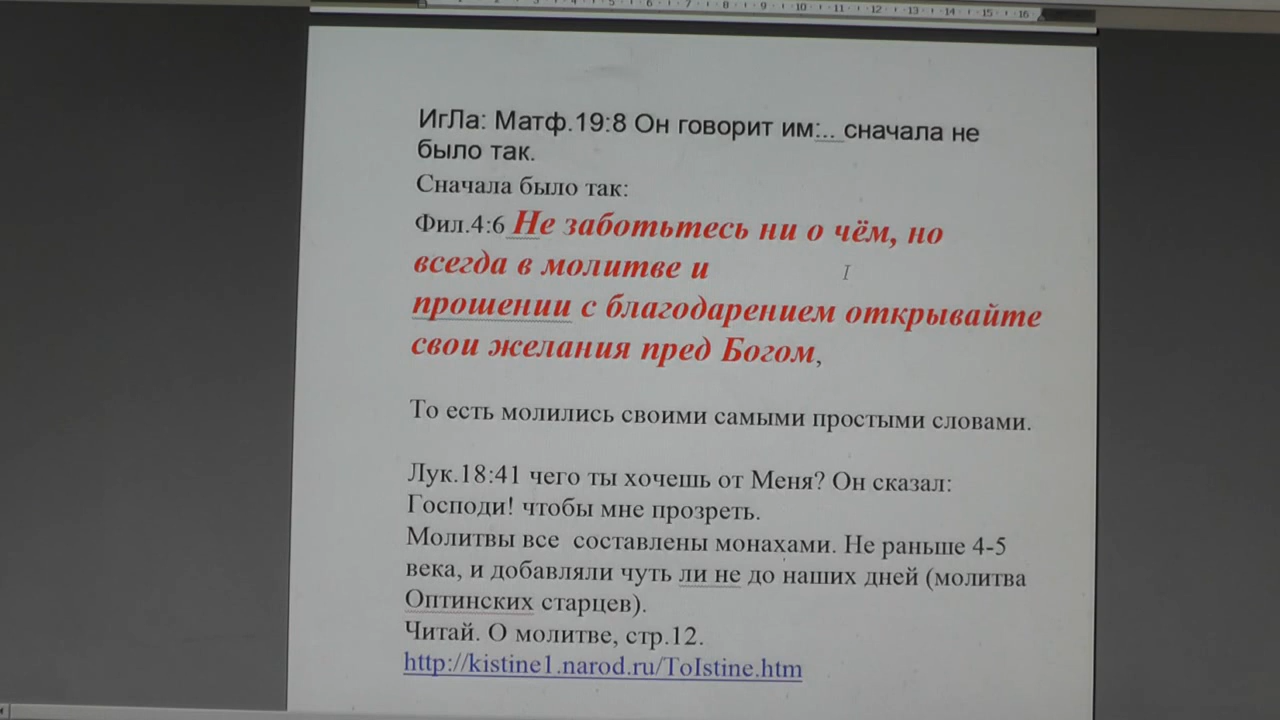 ИгЛа: Матф.19:8 Он говорит им:.. сначала не
было так.
Сначала было так:
Фил.4:6 Не заботьтесь ни о чём, но
всегда в молитве и
прошении с благодарением открывайте
свои желания пред Богом,
То есть молились своими самыми простыми словами.
Лук.18:41 чего ты хочешь от Меня? Он сказал:
Господи! чтобы мне прозреть.
Молитвы все составлены монахами. Не раньше 4-5
века, и добавляли чуть ли не до наших дней (молитва
Оптинских старцев).
Читай. О молитве, стр.12.
http://kistine1.narod.ru/ToIstine.htm